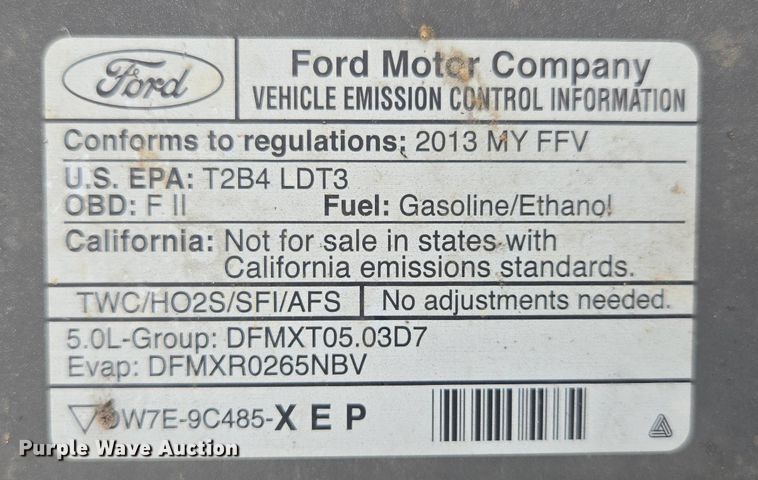 Ford
Ford Motor Company
VEHICLE EMISSION CONTROL INFORMATION
Conforms to regulations: 2013 MY FFV
U.S. EPA: T2B4 LDT3
OBD: F II Fuel: Gasoline/Ethanol
California: Not for sale in states with
California emissions standards.
TWC/HO2S/SFI/AFS No adjustments needed.
5.0L-Group: DFMXT05.03D7
Evap: DFMXR0265NBV
W7E-9C485-XEP
Purple Wave Auction